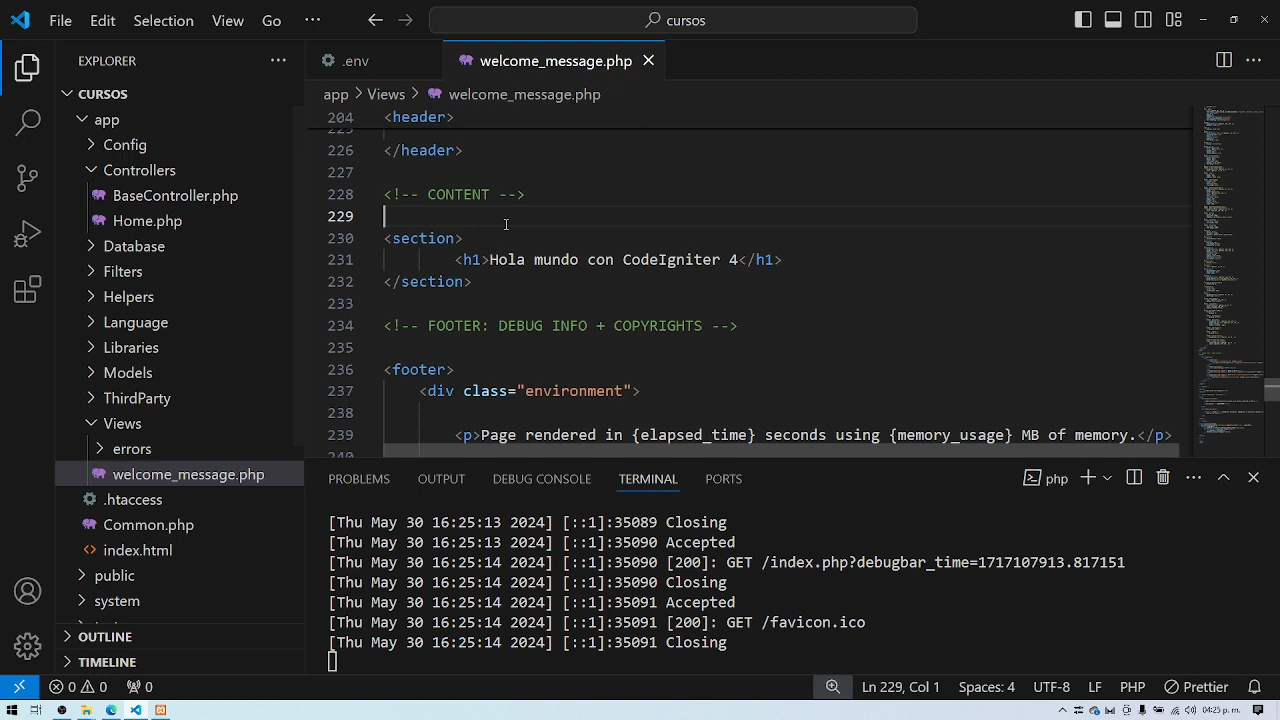 File Edit View Go ··· cursos
EXPLORER ···
.env welcome_message.php
CURSOS
app > Views > welcome_message.php
app
Config
Controllers
BaseController.php
Home.php
Database
Filters
Helpers
Language
Libraries
Models
ThirdParty
Views
errors
welcome_message.php
.htaccess
Common.php
index.html
public
system
OUTLINE
TIMELINE
204 <header>
225
226 </header>
227
228 <!-- CONTENT -->
229
230 <section>
231 <h1>Hola mundo con CodeIgniter 4</h1>
232 </section>
233
234 <!-- FOOTER: DEBUG INFO + COPYRIGHTS -->
235
236 <footer>
237 <div class="environment">
238
239 <p>Page rendered in {elapsed_time} seconds using {memory_usage} MB of memory.</p>
240
PROBLEMS OUTPUT DEBUG CONSOLE TERMINAL PORTS php
[Thu May 30 16:25:13 2024] [::1]:35089 Closing
[Thu May 30 16:25:13 2024] [::1]:35090 Accepted
[Thu May 30 16:25:14 2024] [::1]:35090 [200]: GET /index.php?debugbar_time=1717107913.817151
[Thu May 30 16:25:14 2024] [::1]:35090 Closing
[Thu May 30 16:25:14 2024] [::1]:35091 Accepted
[Thu May 30 16:25:14 2024] [::1]:35091 [200]: GET /favicon.ico
[Thu May 30 16:25:14 2024] [::1]:35091 Closing
0 0 0 Ln 229, Col 1 Spaces: 4 UTF-8 LF PHP Prettier
04:25 p. m.